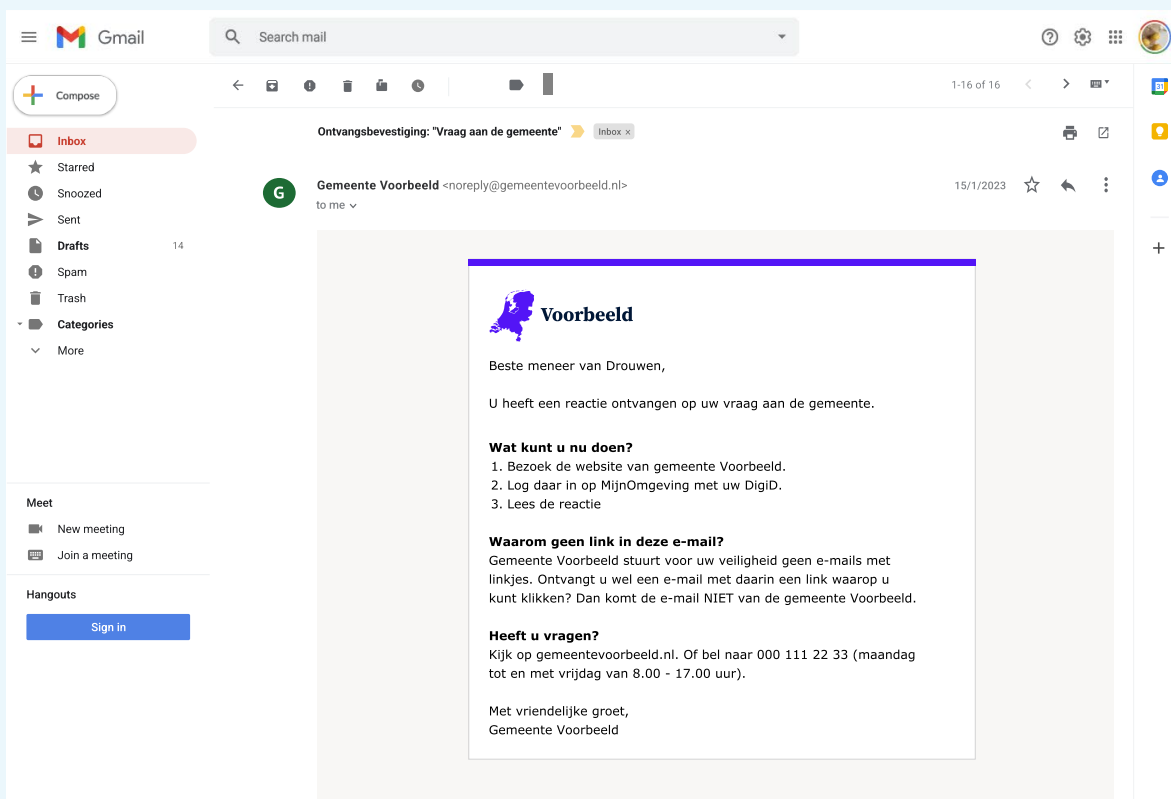 Gmail
Search mail
Compose
1-16 of 16
31
Inbox
Starred
Snoozed
Sent
Drafts 14
Spam
Trash
Categories
More
Meet
New meeting
Join a meeting
Hangouts
Sign in
Ontvangsbevestiging: "Vraag aan de gemeente" Inbox ×
G
Gemeente Voorbeeld <noreply@gemeentevoorbeeld.nl> 15/1/2023
to me
Voorbeeld
Beste meneer van Drouwen,
U heeft een reactie ontvangen op uw vraag aan de gemeente.
Wat kunt u nu doen?
1. Bezoek de website van gemeente Voorbeeld.
2. Log daar in op MijnOmgeving met uw DigiD.
3. Lees de reactie
Waarom geen link in deze e-mail?
Gemeente Voorbeeld stuurt voor uw veiligheid geen e-mails met
linkjes. Ontvangt u wel een e-mail met daarin een link waarop u
kunt klikken? Dan komt de e-mail NIET van de gemeente Voorbeeld.
Heeft u vragen?
Kijk op gemeentevoorbeeld.nl. Of bel naar 000 111 22 33 (maandag
tot en met vrijdag van 8.00 - 17.00 uur).
Met vriendelijke groet,
Gemeente Voorbeeld